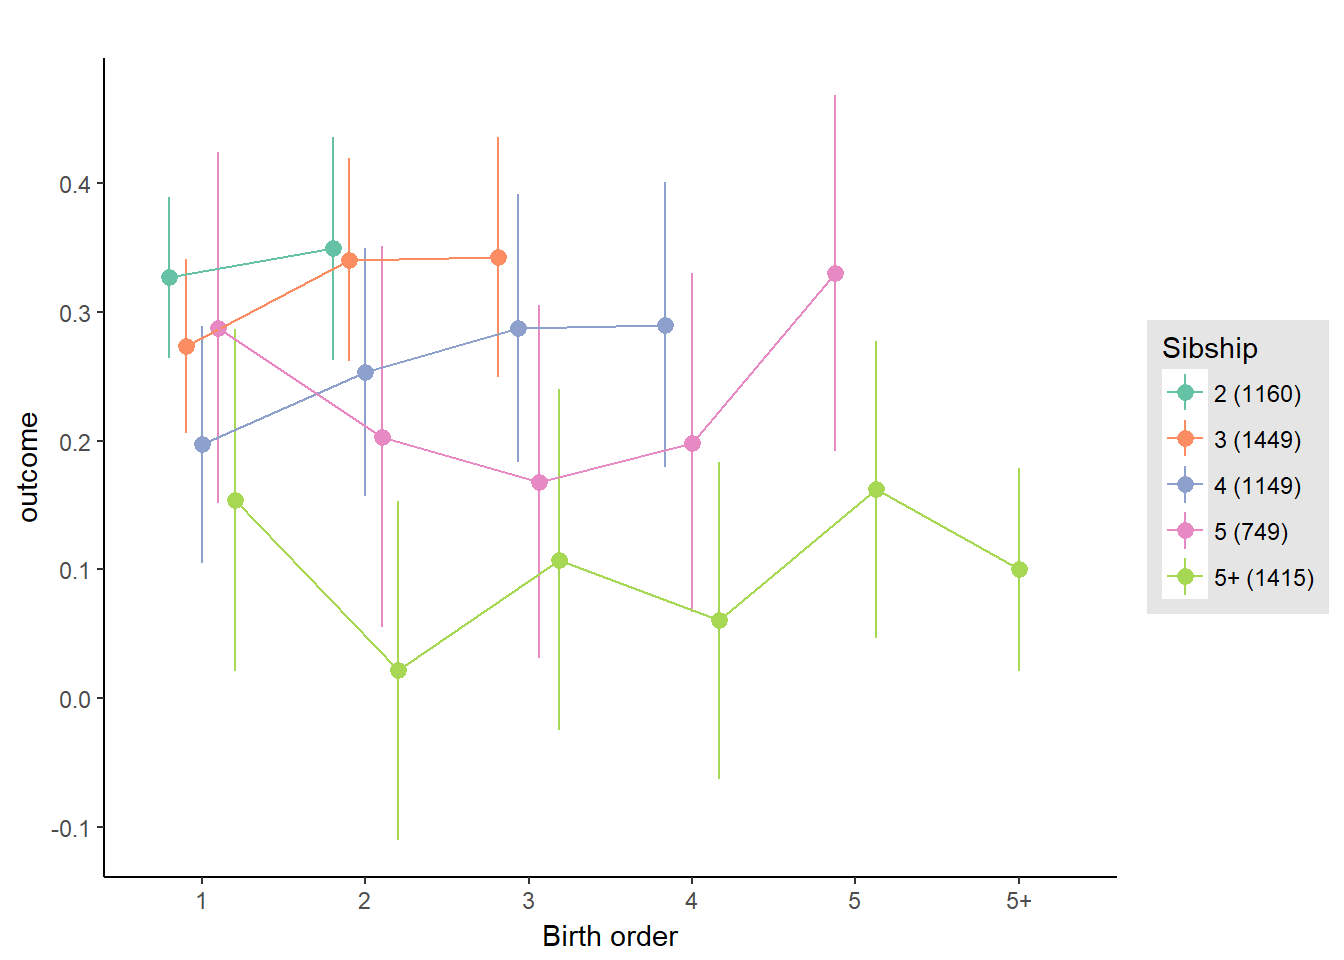 0.4
0.3
0.2
0.1
0.0
-0.1
outcome
1 2 3 4 5 5+
Birth order
Sibship
2 (1160)
3 (1449)
4 (1149)
5 (749)
5+ (1415)